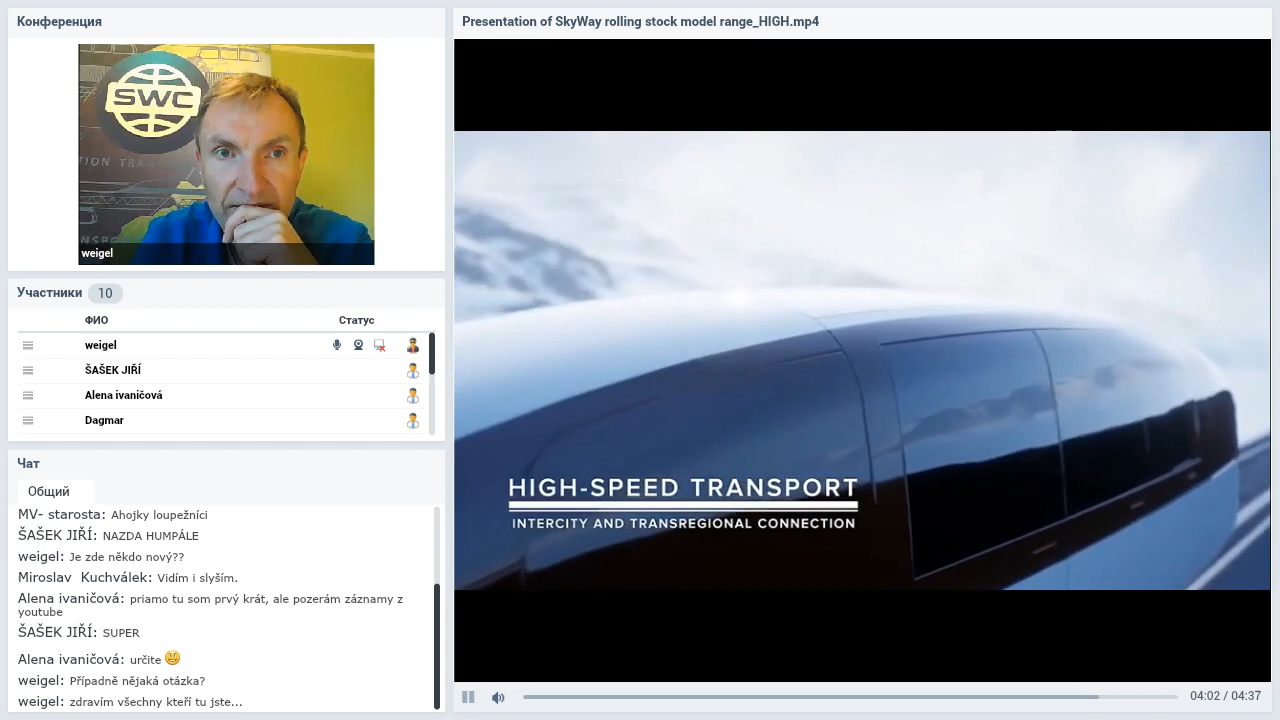 Конференция
SWC
weigel
Участники 10
ФИО Статус
weigel
ŠAŠEK JIŘÍ
Alena ivaničová
Dagmar
Чат
Общий
MV- starosta: Ahojky loupežníci
ŠAŠEK JIŘÍ: NAZDA HUMPÁLE
weigel: Je zde někdo nový??
Miroslav Kuchválek: Vidím i slyším.
Alena ivaničová: priamo tu som prvý krát, ale pozerám záznamy z
youtube
ŠAŠEK JIŘÍ: SUPER
Alena ivaničová: určite
weigel: Případně nějaká otázka?
weigel: zdravím všechny kteří tu jste...
Presentation of SkyWay rolling stock model range_HIGH.mp4
HIGH-SPEED TRANSPORT
INTERCITY AND TRANSREGIONAL CONNECTION
04:02 / 04:37